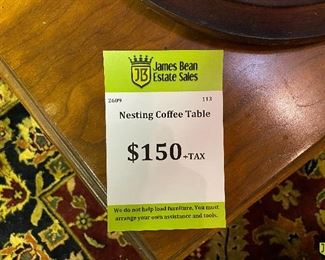 JB
James Bean
Estate Sales
2609 113
Nesting Coffee Table
$150+TAX
We do not help load furniture. You must
arrange your own assistance and tools.